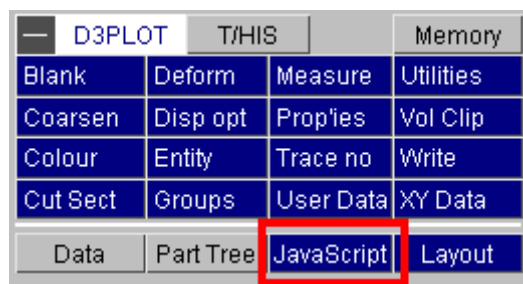 — D3PLOT T/HIS Memory
Blank Deform Measure Utilities
Coarsen Disp opt Prop'ies Vol Clip
Colour Entity Trace no Write
Cut Sect Groups User Data XY Data
Data Part Tree JavaScript Layout